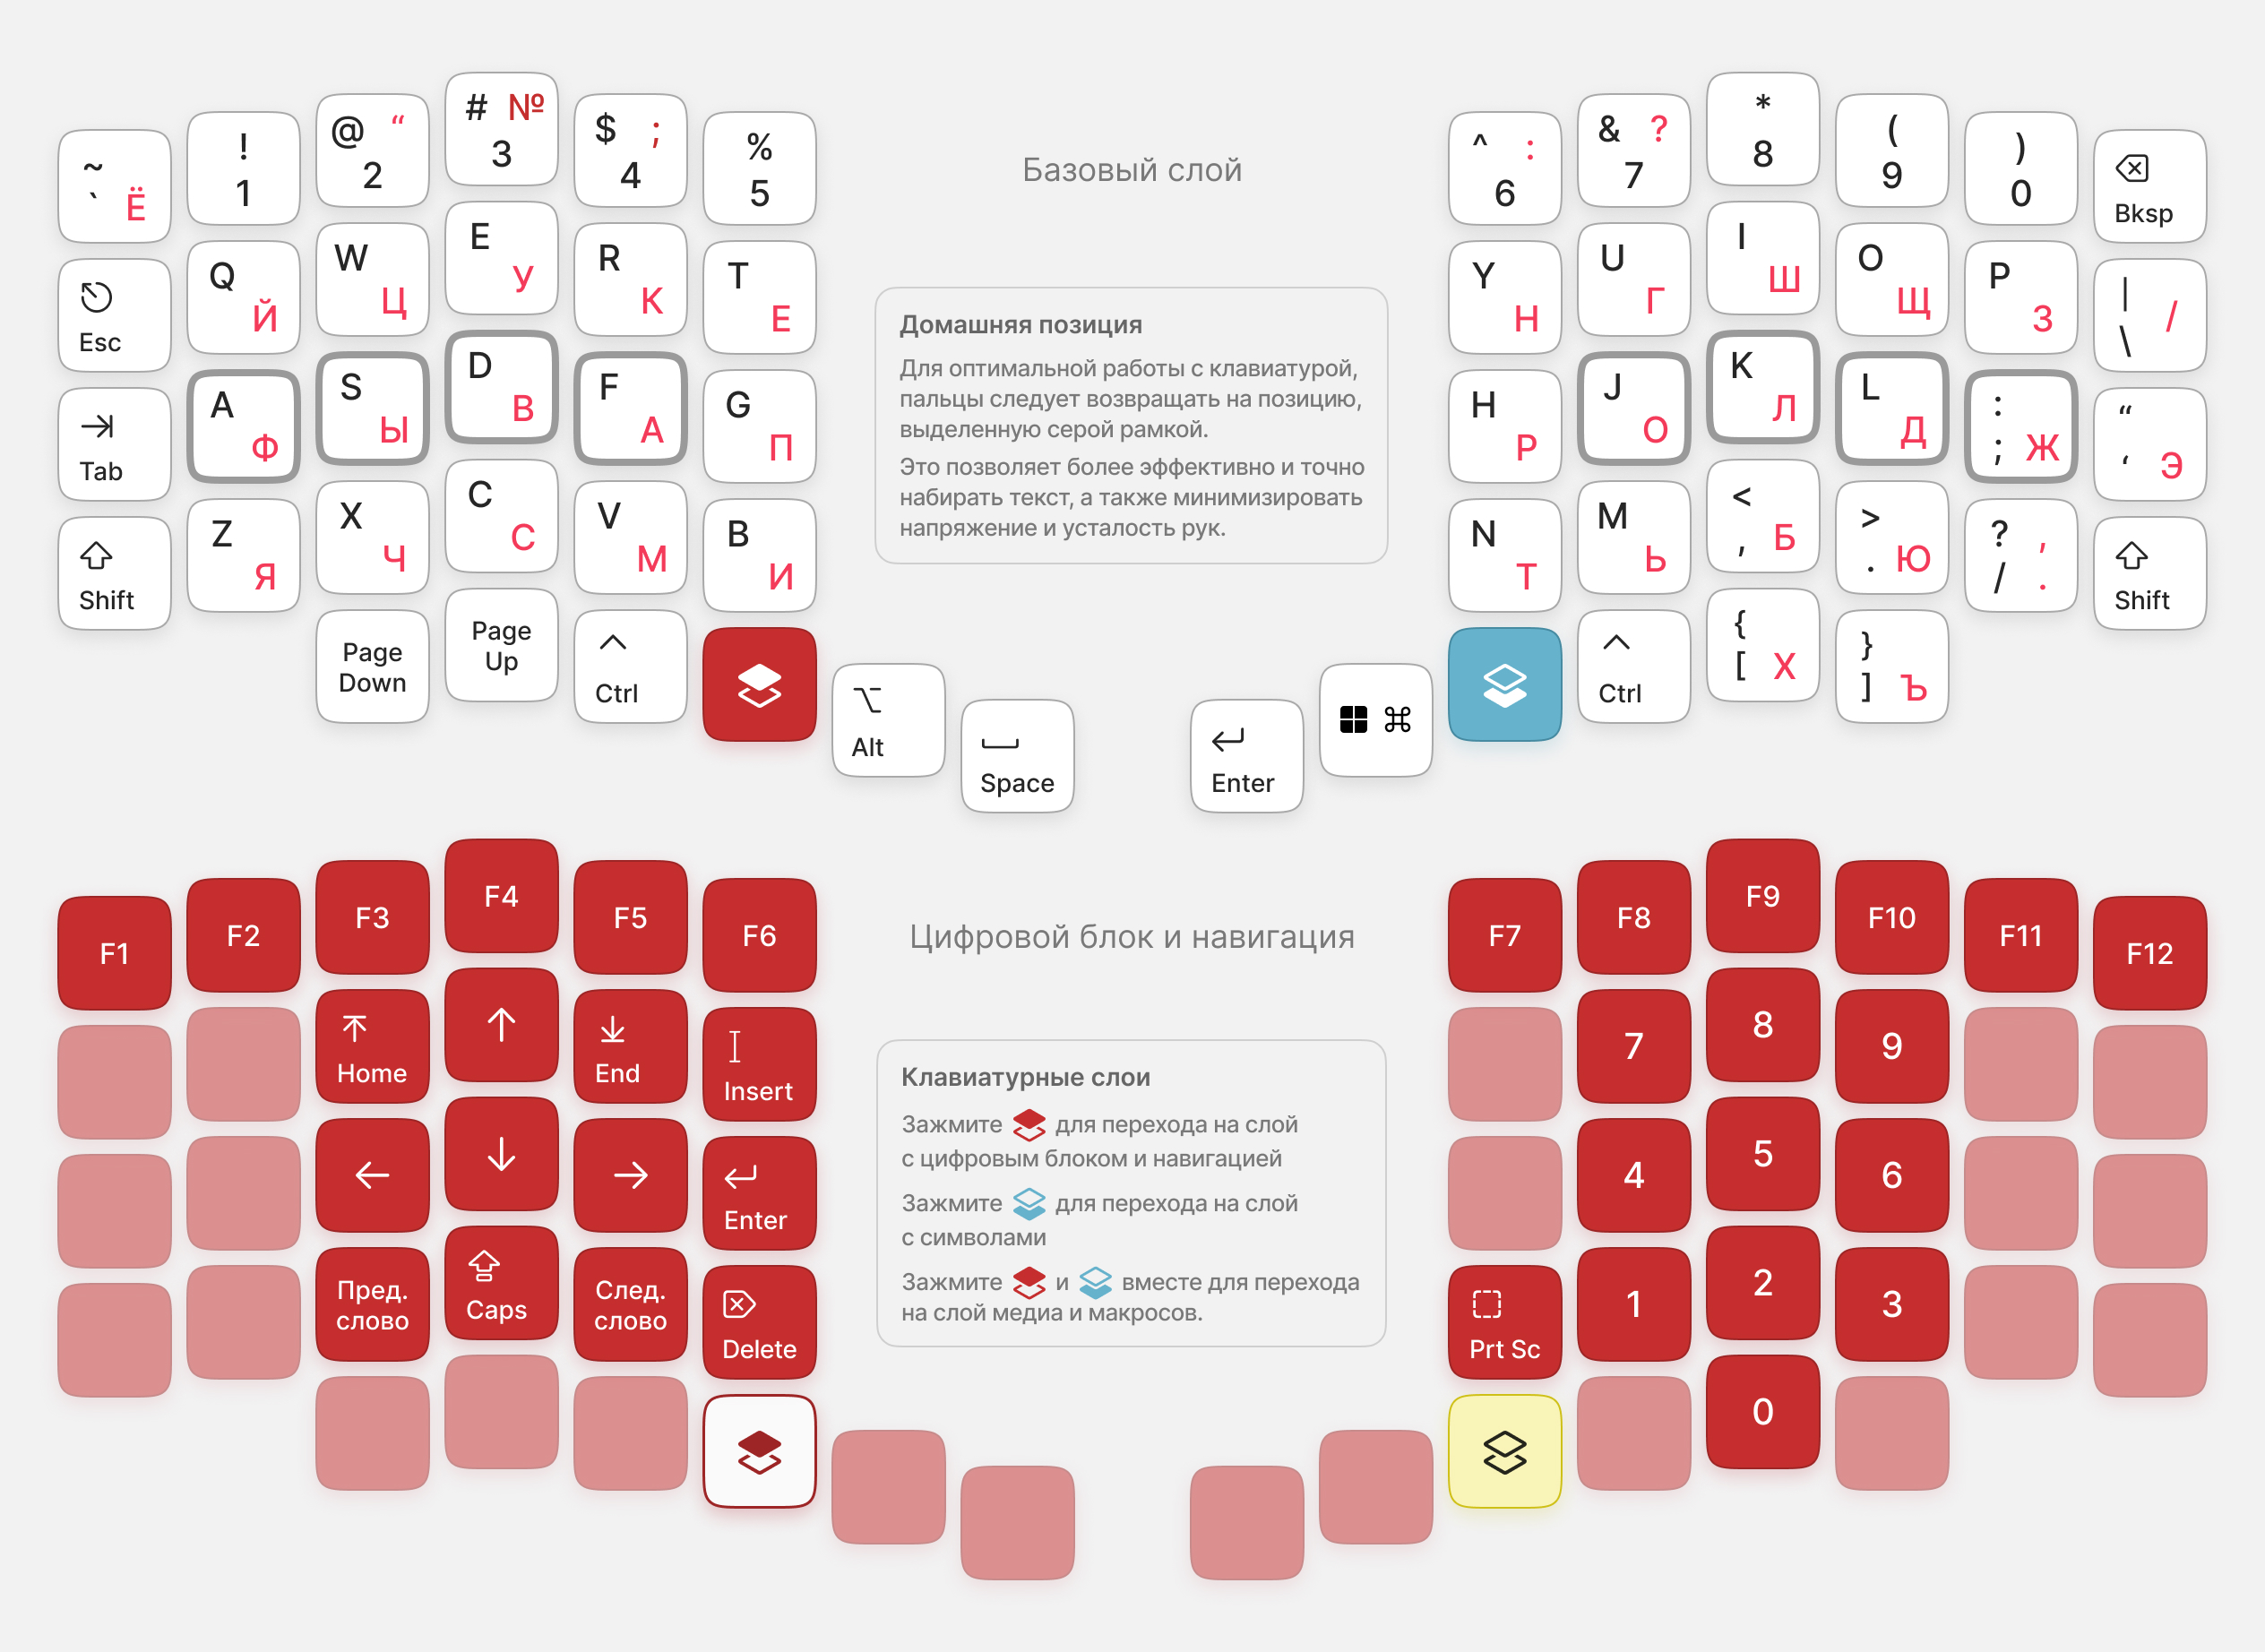 ~ ` Ё
! 1
@ “ 2
# № 3
$ ; 4
% 5
Базовый слой
^ : 6
& ? 7
* 8
( 9
) 0
Bksp
Esc
Q Й
W Ц
E У
R К
T Е
Y Н
U Г
I Ш
O Щ
P З
| \ /
Tab
A Ф
S Ы
D В
F А
G П
Домашняя позиция
Для оптимальной работы с клавиатурой,
пальцы следует возвращать на позицию,
выделенную серой рамкой.
Это позволяет более эффективно и точно
набирать текст, а также минимизировать
напряжение и усталость рук.
H Р
J О
K Л
L Д
: ; Ж
“ ‘ Э
Shift
Z Я
X Ч
C С
V М
B И
N Т
M Ь
< , Б
> . Ю
? / , .
Shift
Page
Down
Page
Up
Ctrl
Alt
Space
Enter
Ctrl
{ [ Х
} ] Ъ
F1
F2
F3
F4
F5
F6
Цифровой блок и навигация
F7
F8
F9
F10
F11
F12
Home
↑
End
Insert
7
8
9
←
↓
→
Enter
Клавиатурные слои
Зажмите для перехода на слой
с цифровым блоком и навигацией
Зажмите для перехода на слой
с символами
Зажмите и вместе для перехода
на слой медиа и макросов.
4
5
6
Пред.
слово
Caps
След.
слово
Delete
Prt Sc
1
2
3
0